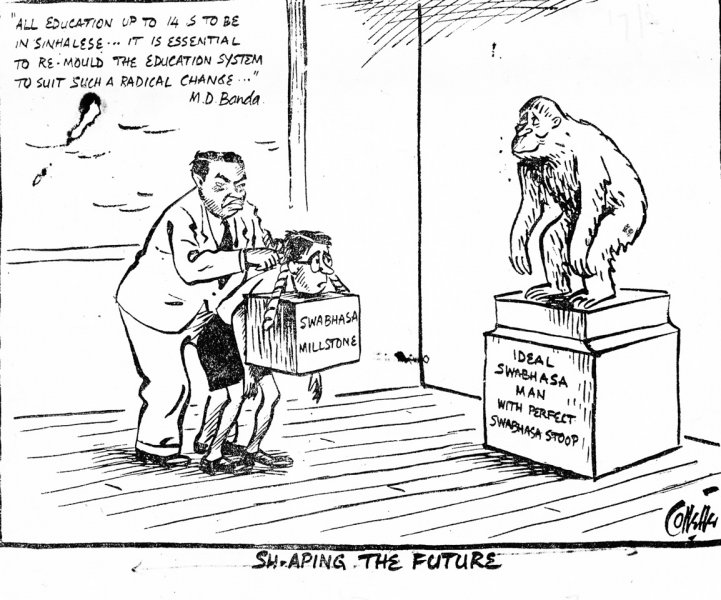 "ALL EDUCATION UP TO 14 S TO BE
IN SINHALESE... IT IS ESSENTIAL
TO RE-MOULD THE EDUCATION SYSTEM
TO SUIT SUCH A RADICAL CHANGE..."
M.D. Banda
SWABHASA
MILLSTONE
IDEAL
SWABHASA
MAN
WITH PERFECT
SWABHASA STOOP
SH-APING THE FUTURE